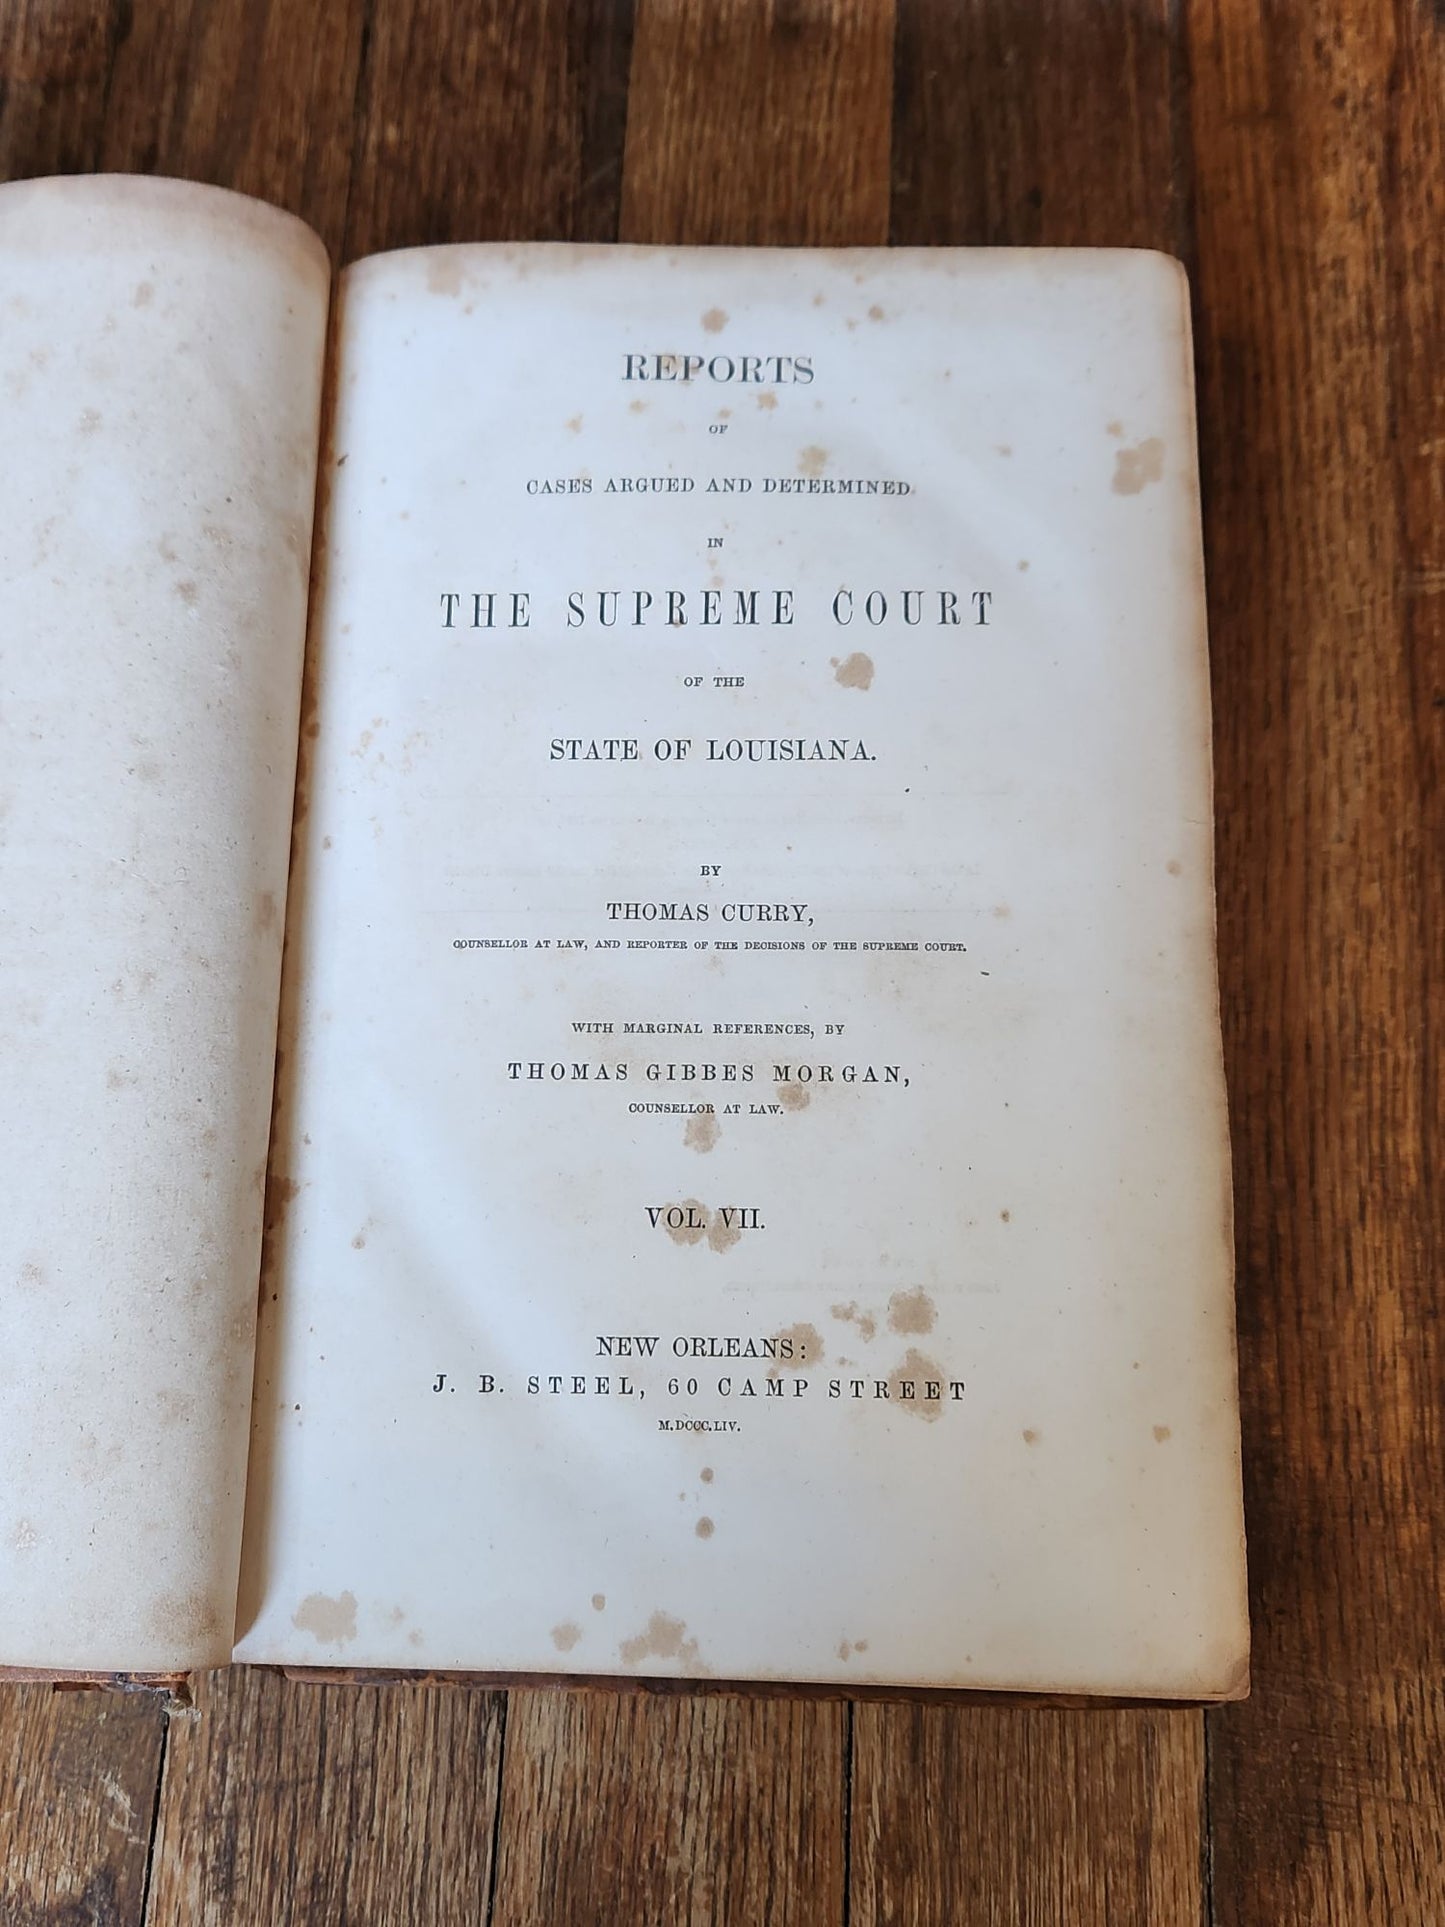 REPORTS
OF
CASES ARGUED AND DETERMINED
IN
THE SUPREME COURT
OF THE
STATE OF LOUISIANA.
BY
THOMAS CURRY,
COUNSELLOR AT LAW, AND REPORTER OF THE DECISIONS OF THE SUPREME COURT.
WITH MARGINAL REFERENCES, BY
THOMAS GIBBES MORGAN,
COUNSELLOR AT LAW.
VOL. VII.
NEW ORLEANS:
J. B. STEEL, 60 CAMP STREET
M.DCCC.LIV.